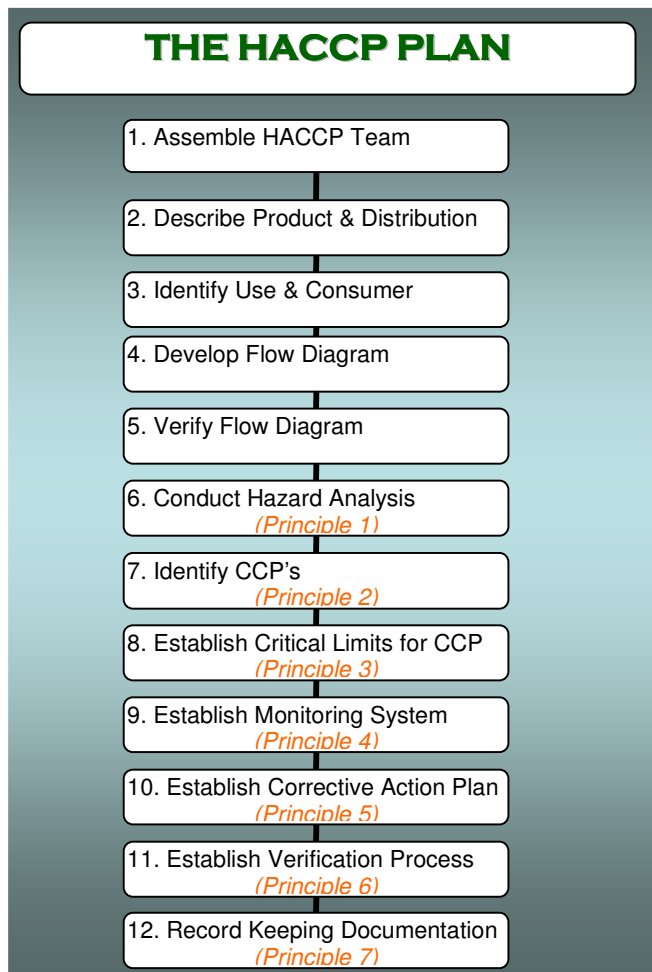 THE HACCP PLAN
1. Assemble HACCP Team
2. Describe Product & Distribution
3. Identify Use & Consumer
4. Develop Flow Diagram
5. Verify Flow Diagram
6. Conduct Hazard Analysis
(Principle 1)
7. Identify CCP's
(Principle 2)
8. Establish Critical Limits for CCP
(Principle 3)
9. Establish Monitoring System
(Principle 4)
10. Establish Corrective Action Plan
(Principle 5)
11. Establish Verification Process
(Principle 6)
12. Record Keeping Documentation
(Principle 7)